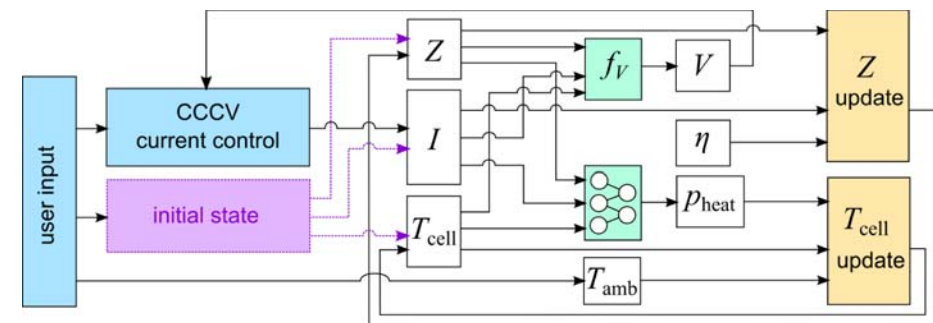 user input
CCCV
current control
initial state
Z
I
T_cell
f_V
V
η
p_heat
T_amb
Z
update
T_cell
update